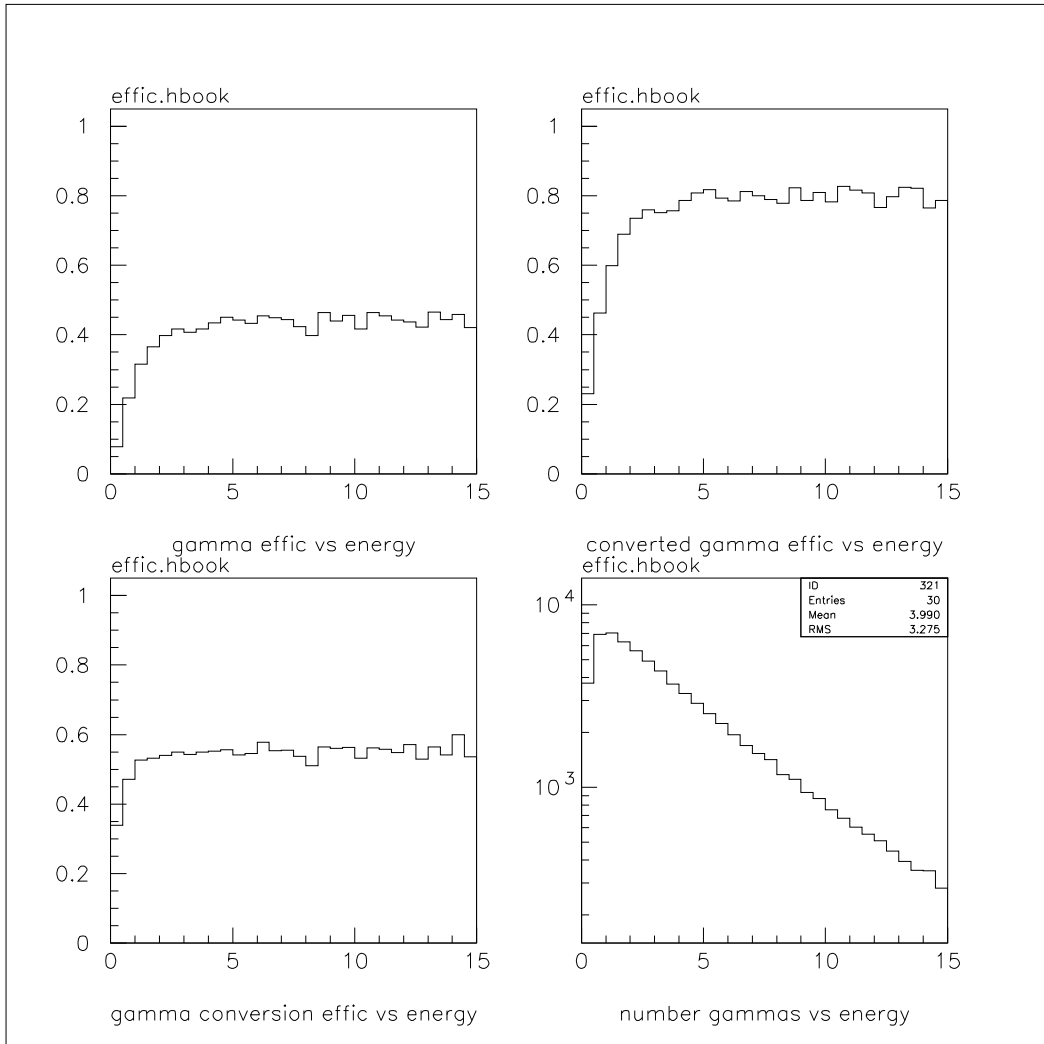 effic.hbook
1
0.8
0.6
0.4
0.2
0
0 5 10 15
gamma effic vs energy
effic.hbook
1
0.8
0.6
0.4
0.2
0
0 5 10 15
converted gamma effic vs energy
effic.hbook
1
0.8
0.6
0.4
0.2
0
0 5 10 15
gamma conversion effic vs energy
effic.hbook
ID 321
Entries 30
Mean 3.990
RMS 3.275
10⁴
10³
0 5 10 15
number gammas vs energy